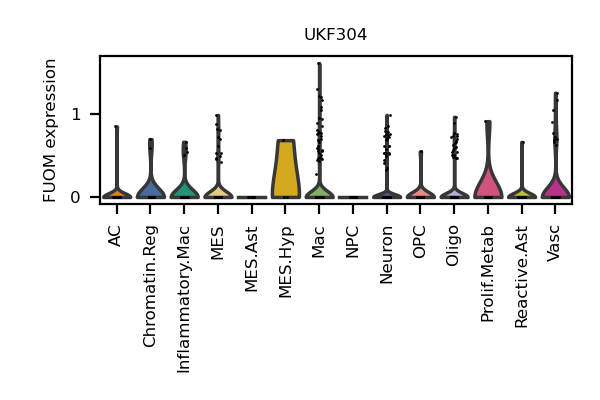 UKF304
FUOM expression
1
0
AC
Chromatin.Reg
Inflammatory.Mac
MES
MES.Ast
MES.Hyp
Mac
NPC
Neuron
OPC
Oligo
Prolif.Metab
Reactive.Ast
Vasc